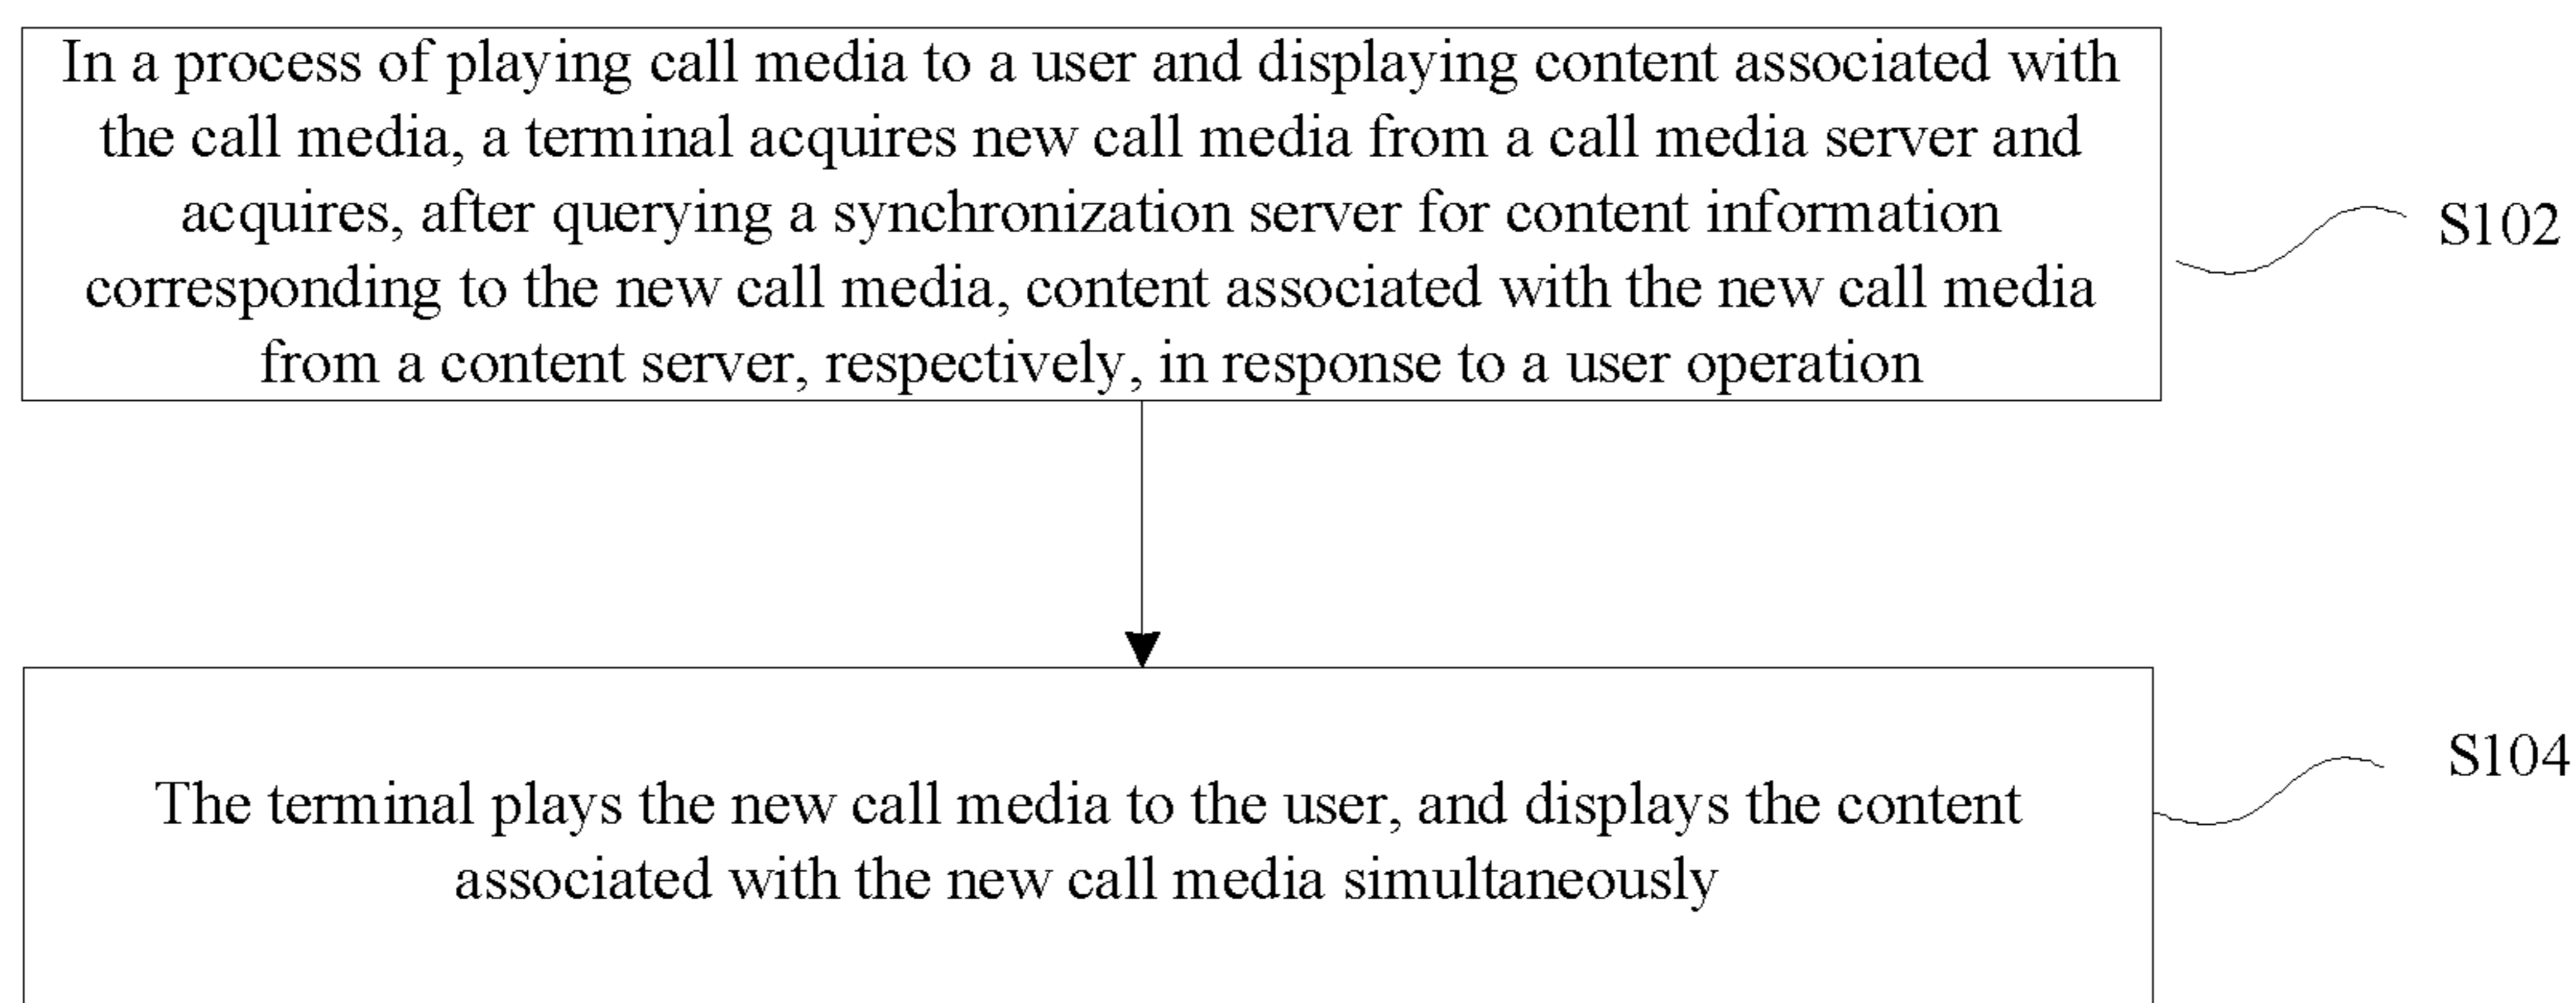 In a process of playing call media to a user and displaying content associated with
the call media, a terminal acquires new call media from a call media server and
acquires, after querying a synchronization server for content information
corresponding to the new call media, content associated with the new call media
from a content server, respectively, in response to a user operation
S102
The terminal plays the new call media to the user, and displays the content
associated with the new call media simultaneously
S104